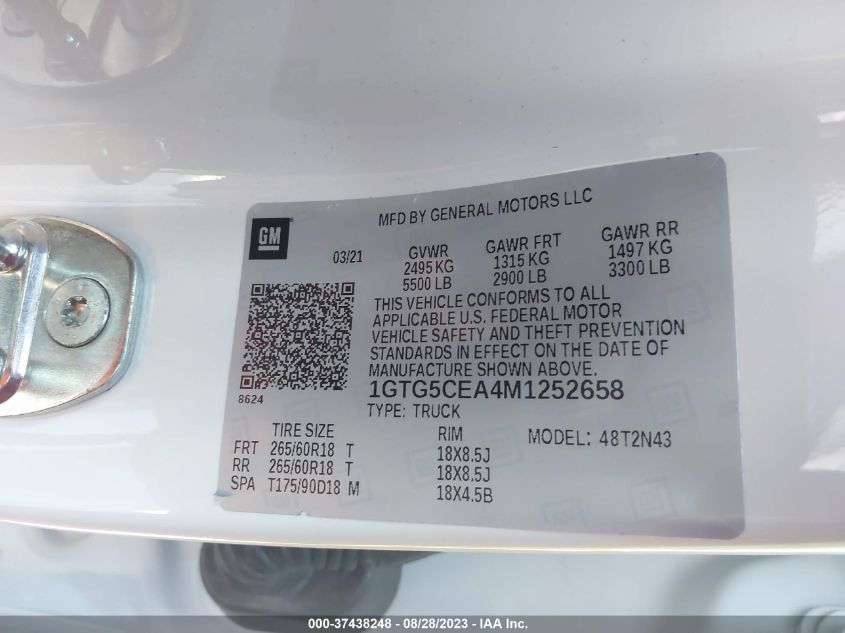 GM
MFD BY GENERAL MOTORS LLC
03/21
GVWR
2495 KG
5500 LB
GAWR FRT
1315 KG
2900 LB
GAWR RR
1497 KG
3300 LB
THIS VEHICLE CONFORMS TO ALL
APPLICABLE U.S. FEDERAL MOTOR
VEHICLE SAFETY AND THEFT PREVENTION
STANDARDS IN EFFECT ON THE DATE OF
MANUFACTURE SHOWN ABOVE.
8624
1GTG5CEA4M1252658
TYPE: TRUCK
MODEL: 48T2N43
TIRE SIZE RIM
FRT 265/60R18 T 18X8.5J
RR 265/60R18 T 18X8.5J
SPA T175/90D18 M 18X4.5B
000-37438248 - 08/28/2023 - IAA Inc.